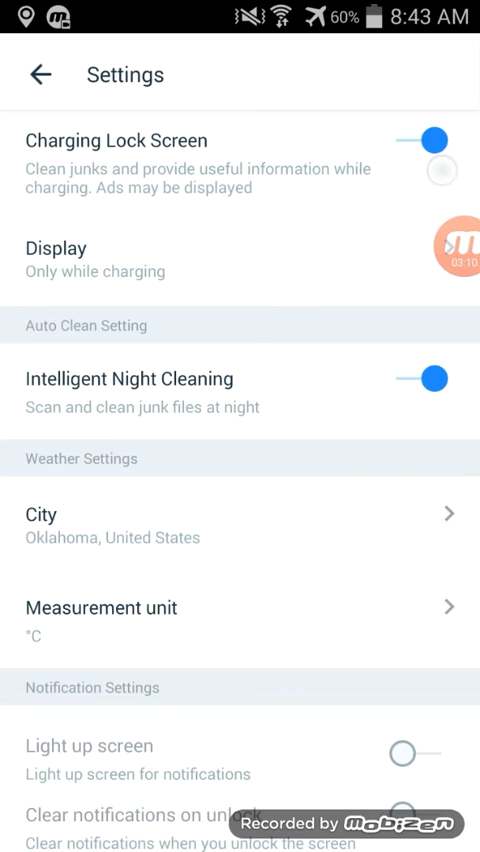 60% 8:43 AM
Settings
Charging Lock Screen
Clean junks and provide useful information while
charging. Ads may be displayed
Display
Only while charging
03:10
Auto Clean Setting
Intelligent Night Cleaning
Scan and clean junk files at night
Weather Settings
City
Oklahoma, United States
Measurement unit
°C
Notification Settings
Light up screen
Light up screen for notifications
Clear notifications on unlock
Recorded by mobizen
Clear notifications when you unlock the screen